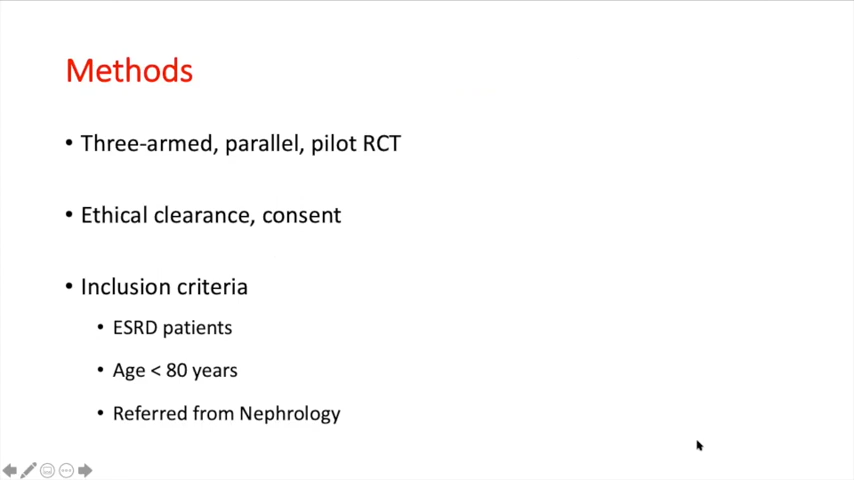 Methods
• Three-armed, parallel, pilot RCT
• Ethical clearance, consent
• Inclusion criteria
• ESRD patients
• Age < 80 years
• Referred from Nephrology